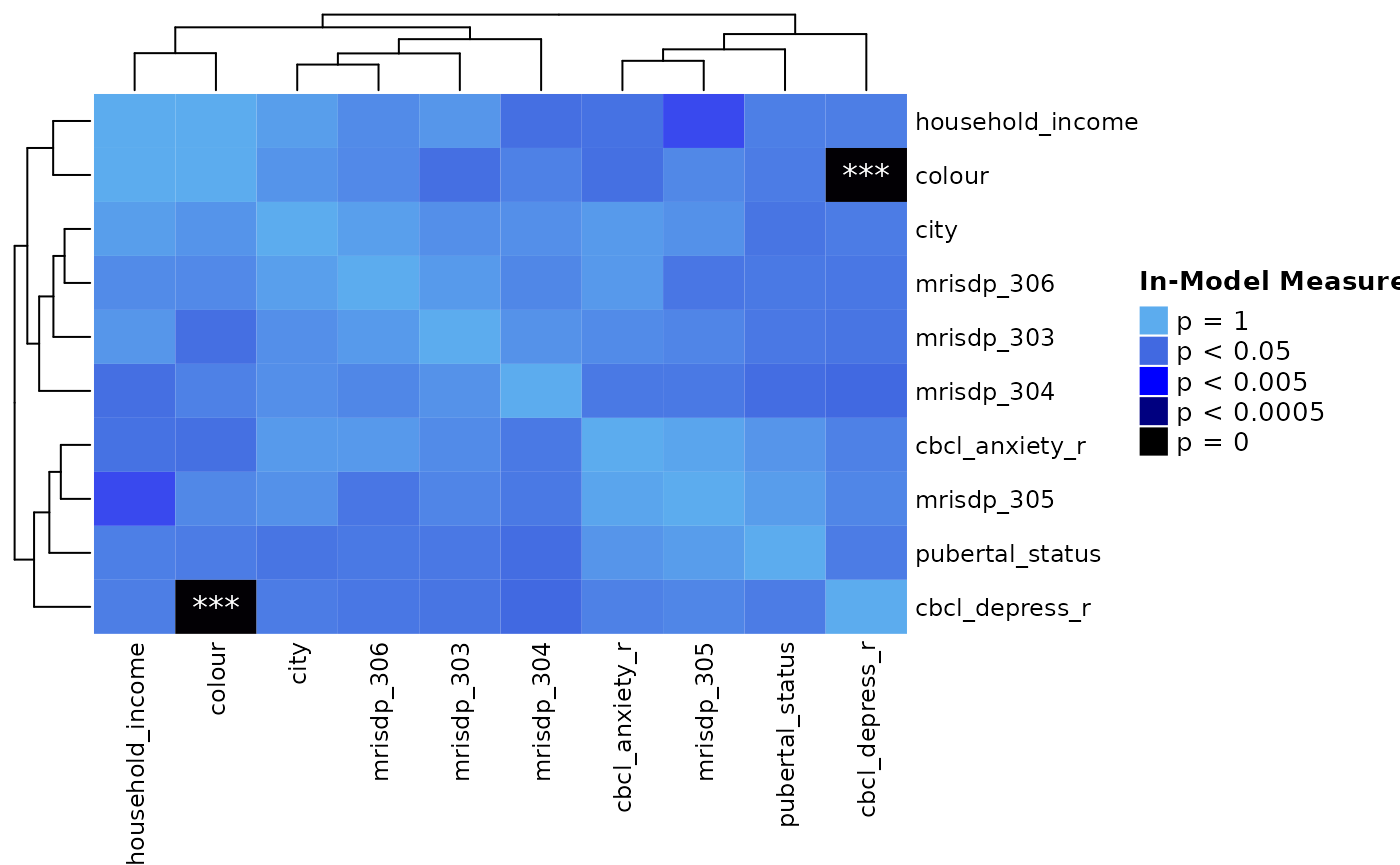 household_income
***
colour
city
mrisdp_306
mrisdp_303
mrisdp_304
cbcl_anxiety_r
mrisdp_305
pubertal_status
***
cbcl_depress_r
In-Model Measure
p = 1
p < 0.05
p < 0.005
p < 0.0005
p = 0
household_income
colour
city
mrisdp_306
mrisdp_303
mrisdp_304
cbcl_anxiety_r
mrisdp_305
pubertal_status
cbcl_depress_r